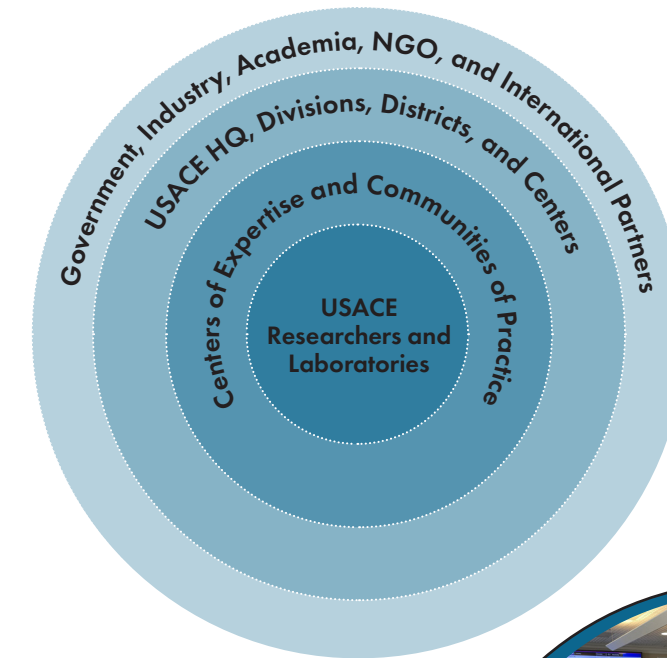 Government, Industry, Academia, NGO, and International Partners
USACE HQ, Divisions, Districts, and Centers
Centers of Expertise and Communities of Practice
USACE
Researchers and
Laboratories